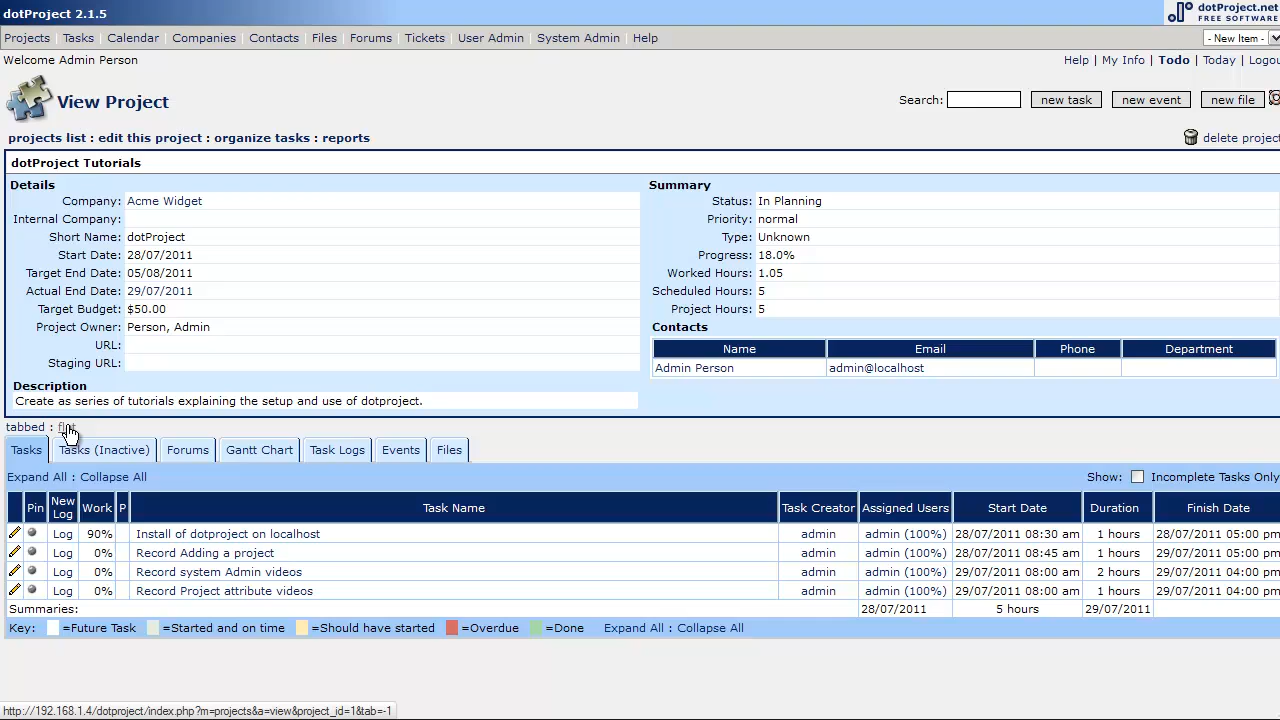 dotProject 2.1.5
dotProject.net
FREE SOFTWARE
Projects Tasks Calendar Companies Contacts Files Forums Tickets User Admin System Admin Help
- New Item -
Welcome Admin Person
Help | My Info | Todo | Today | Logou
View Project
Search: new task new event new file
projects list : edit this project : organize tasks : reports
delete project
dotProject Tutorials
Details
Company: Acme Widget
Internal Company:
Short Name: dotProject
Start Date: 28/07/2011
Target End Date: 05/08/2011
Actual End Date: 29/07/2011
Target Budget: $50.00
Project Owner: Person, Admin
URL:
Staging URL:
Description
Create as series of tutorials explaining the setup and use of dotproject.
Summary
Status: In Planning
Priority: normal
Type: Unknown
Progress: 18.0%
Worked Hours: 1.05
Scheduled Hours: 5
Project Hours: 5
Contacts
Name Email Phone Department
Admin Person admin@localhost
tabbed : flat
Tasks Tasks (Inactive) Forums Gantt Chart Task Logs Events Files
Expand All : Collapse All
Show: Incomplete Tasks Only
Pin New Log Work P Task Name Task Creator Assigned Users Start Date Duration Finish Date
Log 90% Install of dotproject on localhost admin admin (100%) 28/07/2011 08:30 am 1 hours 28/07/2011 05:00 pm
Log 0% Record Adding a project admin admin (100%) 28/07/2011 08:45 am 1 hours 29/07/2011 05:00 pm
Log 0% Record system Admin videos admin admin (100%) 29/07/2011 08:00 am 2 hours 29/07/2011 04:00 pm
Log 0% Record Project attribute videos admin admin (100%) 29/07/2011 08:00 am 1 hours 29/07/2011 04:00 pm
Summaries: 28/07/2011 5 hours 29/07/2011
Key: =Future Task =Started and on time =Should have started =Overdue =Done Expand All : Collapse All
http://192.168.1.4/dotproject/index.php?m=projects&a=view&project_id=1&tab=-1